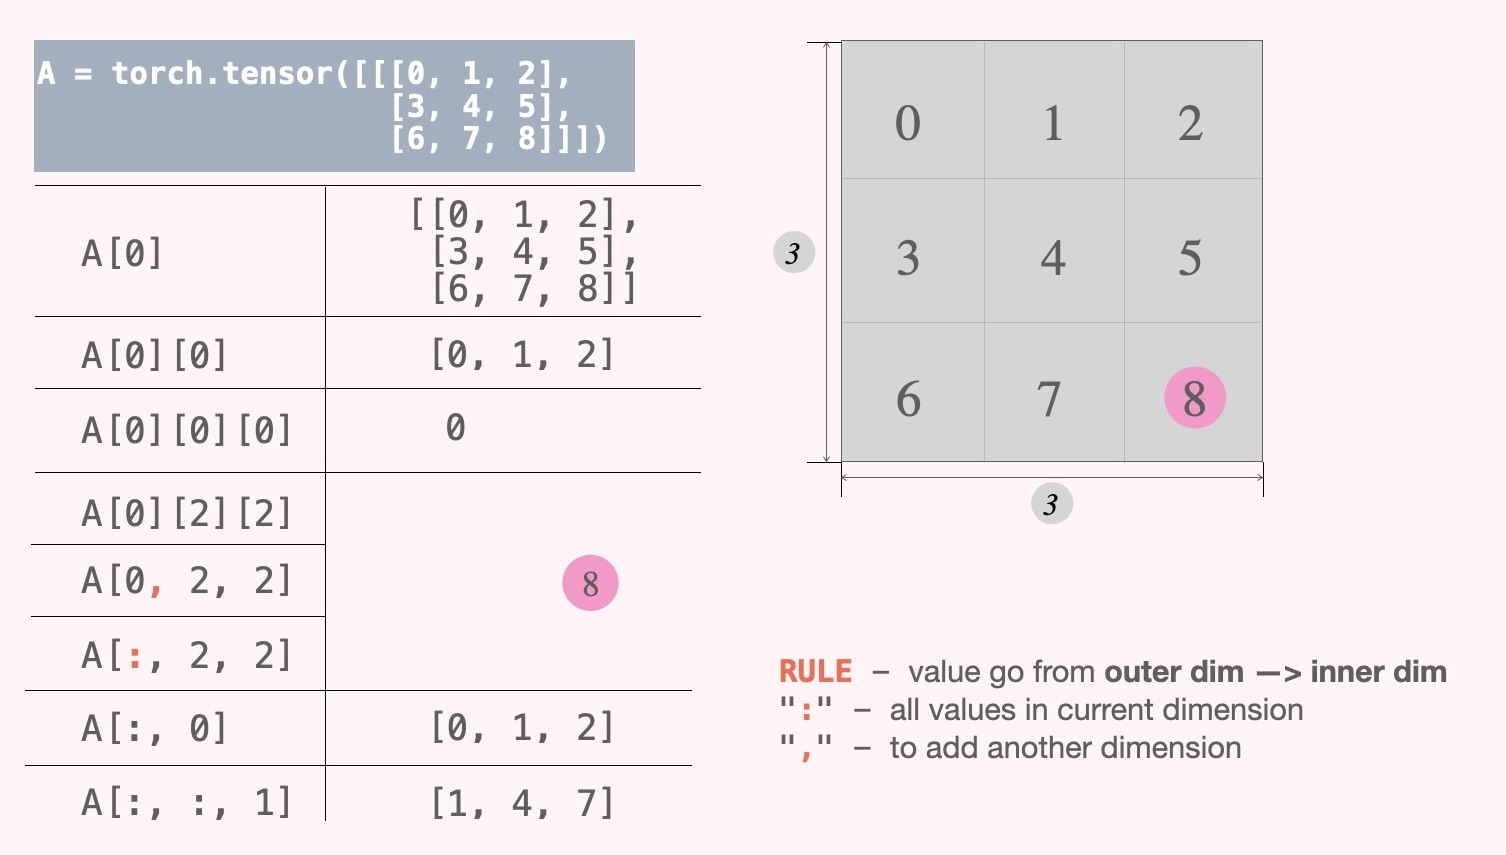 A = torch.tensor([[[0, 1, 2],
[3, 4, 5],
[6, 7, 8]]])
A[0]
[[0, 1, 2],
[3, 4, 5],
[6, 7, 8]]
A[0][0]
[0, 1, 2]
A[0][0][0]
0
A[0][2][2]
A[0, 2, 2]
A[:, 2, 2]
8
A[:, 0]
[0, 1, 2]
A[:, :, 1]
[1, 4, 7]
0 1 2
3 4 5
6 7 8
3
3
RULE – value go from outer dim —> inner dim
":" – all values in current dimension
"," – to add another dimension